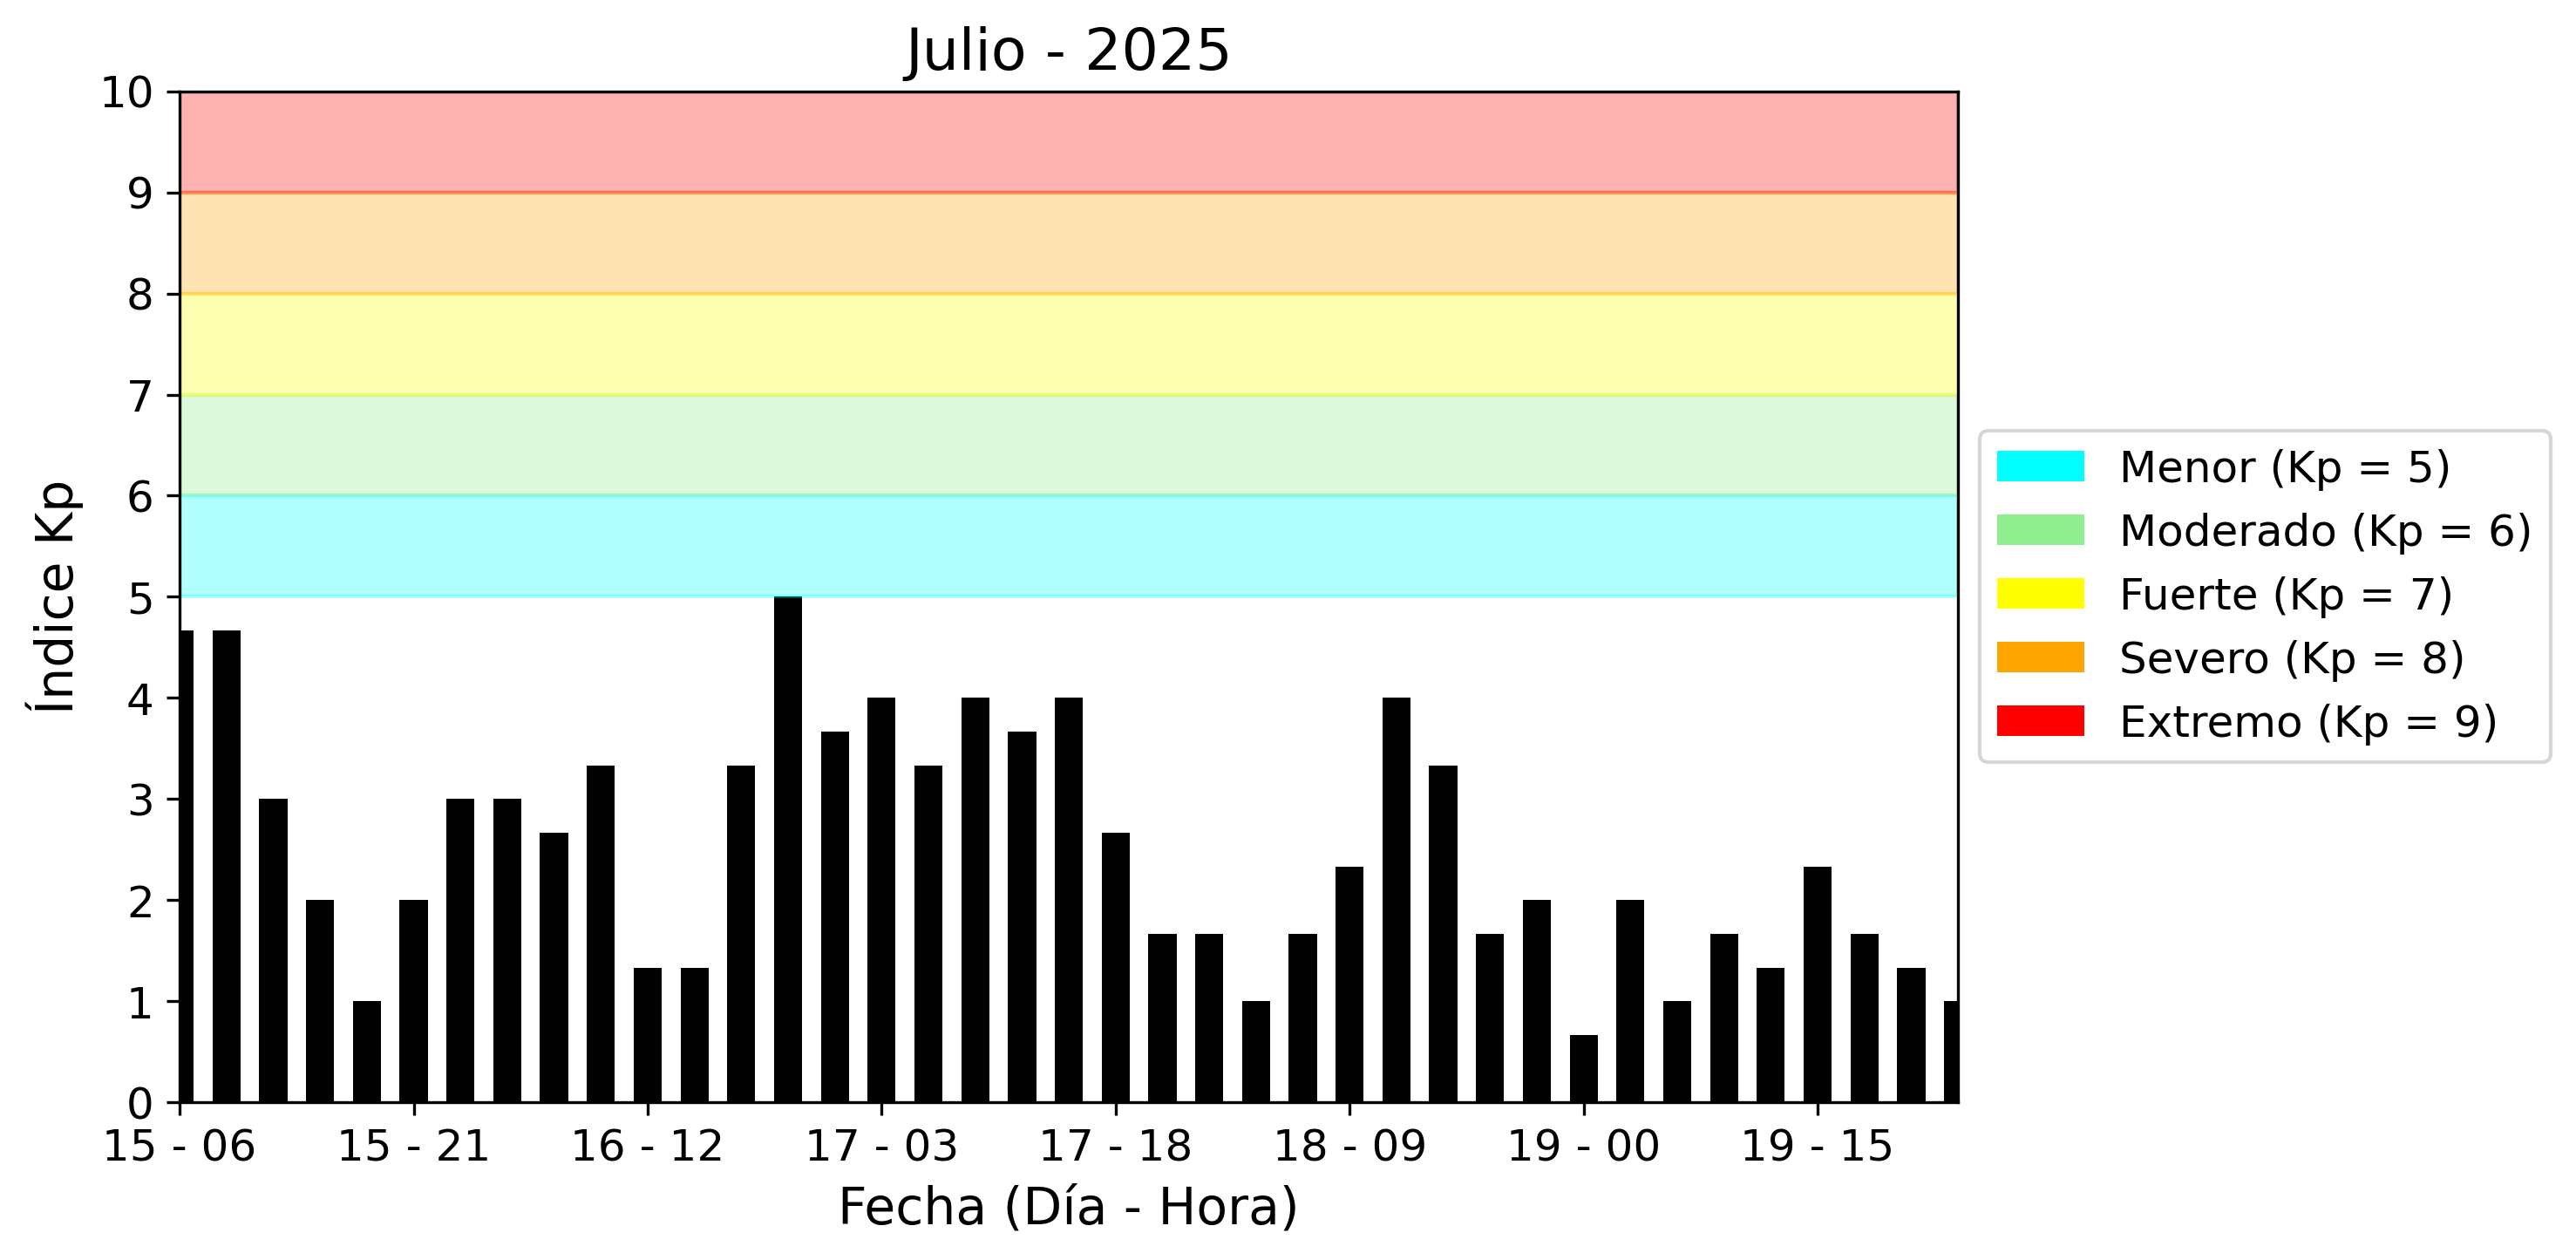 Julio - 2025
10
9
8
7
6
5
4
3
2
1
0
Índice Kp
15 - 06
15 - 21
16 - 12
17 - 03
17 - 18
18 - 09
19 - 00
19 - 15
Fecha (Día - Hora)
Menor (Kp = 5)
Moderado (Kp = 6)
Fuerte (Kp = 7)
Severo (Kp = 8)
Extremo (Kp = 9)